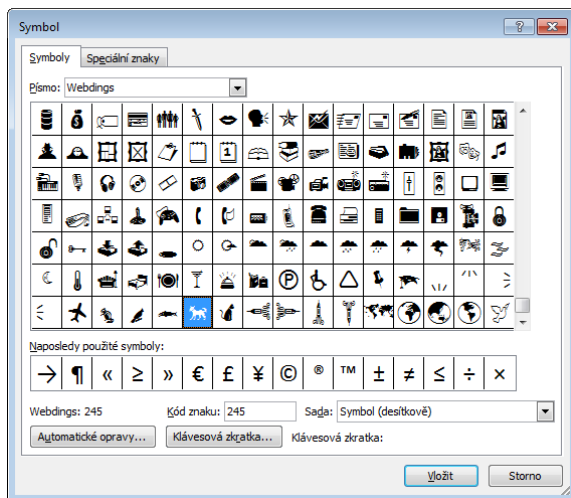 Symbol
Symboly Speciální znaky
Písmo: Webdings
Naposledy použité symboly:
→ ¶ « ≥ » € £ ¥ © ® ™ ± ≠ ≤ ÷ ×
Webdings: 245 Kód znaku: 245 Sada: Symbol (desítkově)
Automatické opravy... Klávesová zkratka... Klávesová zkratka:
Vložit Storno